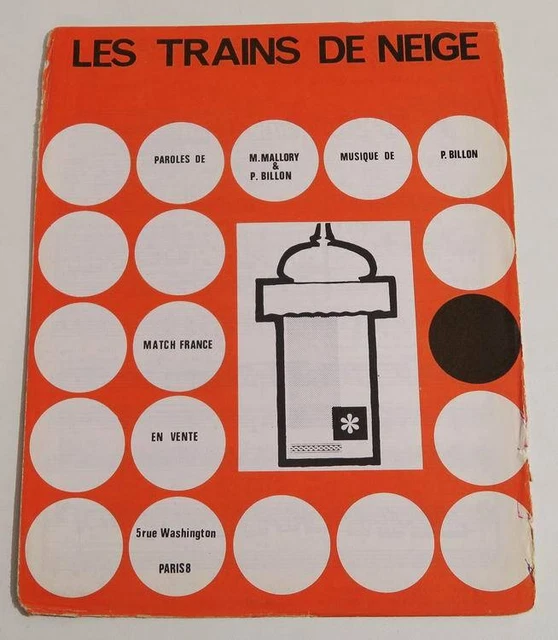 LES TRAINS DE NEIGE
PAROLES DE
M.MALLORY
&
P. BILLON
MUSIQUE DE
P. BILLON
MATCH FRANCE
EN VENTE
5rue Washington
PARIS8